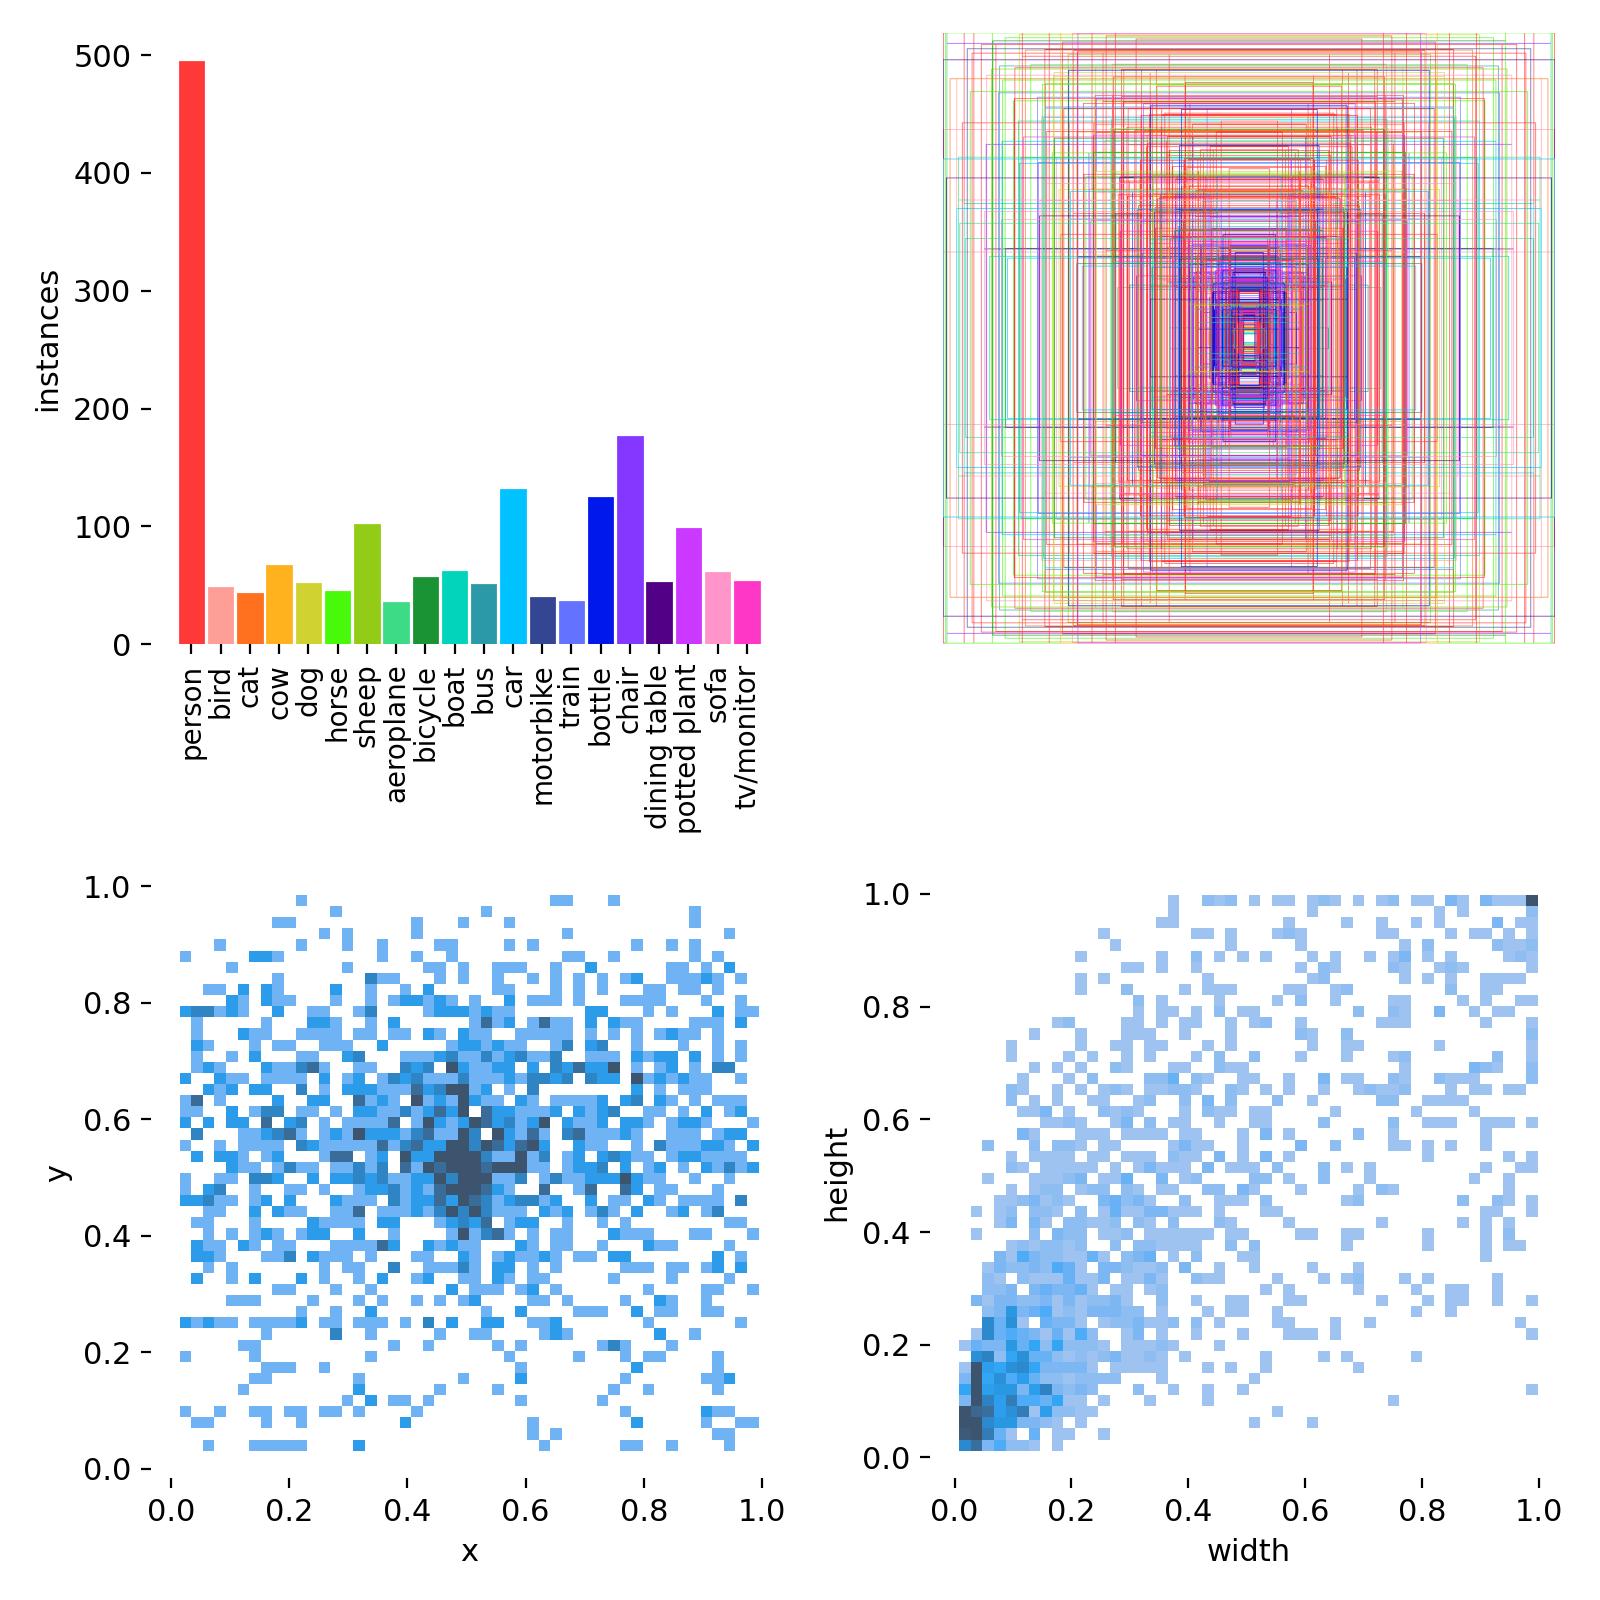 instances
500
400
300
200
100
0
person
bird
cat
cow
dog
horse
sheep
aeroplane
bicycle
boat
bus
car
motorbike
train
bottle
chair
dining table
potted plant
sofa
tv/monitor
y
1.0
0.8
0.6
0.4
0.2
0.0
0.0 0.2 0.4 0.6 0.8 1.0
x
height
1.0
0.8
0.6
0.4
0.2
0.0
0.0 0.2 0.4 0.6 0.8 1.0
width